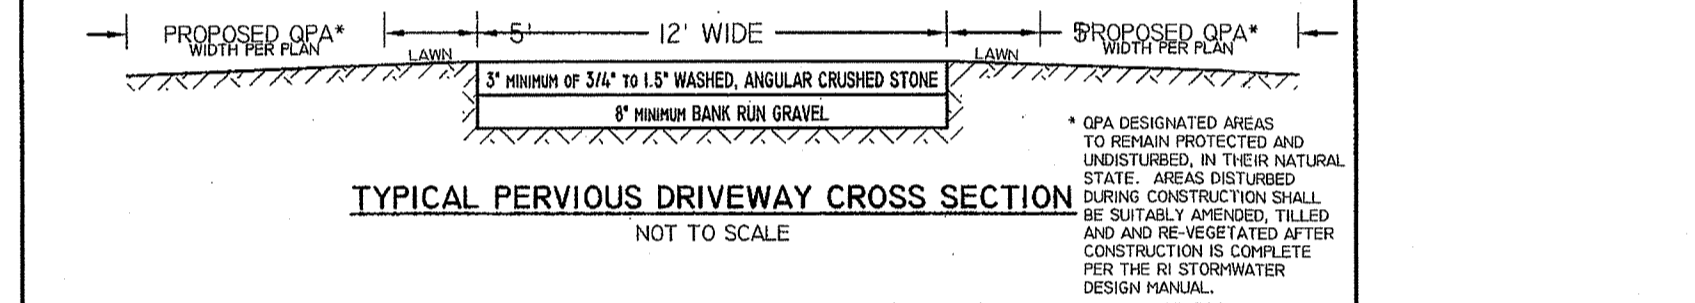 PROPOSED QPA*
WIDTH PER PLAN
LAWN
5'
12' WIDE
LAWN
5'
PROPOSED QPA*
WIDTH PER PLAN
3" MINIMUM OF 3/4" TO 1.5" WASHED, ANGULAR CRUSHED STONE
8" MINIMUM BANK RUN GRAVEL
TYPICAL PERVIOUS DRIVEWAY CROSS SECTION
NOT TO SCALE
* QPA DESIGNATED AREAS
TO REMAIN PROTECTED AND
UNDISTURBED, IN THEIR NATURAL
STATE. AREAS DISTURBED
DURING CONSTRUCTION SHALL
BE SUITABLY AMENDED, TILLED
AND AND RE-VEGETATED AFTER
CONSTRUCTION IS COMPLETE
PER THE RI STORMWATER
DESIGN MANUAL.